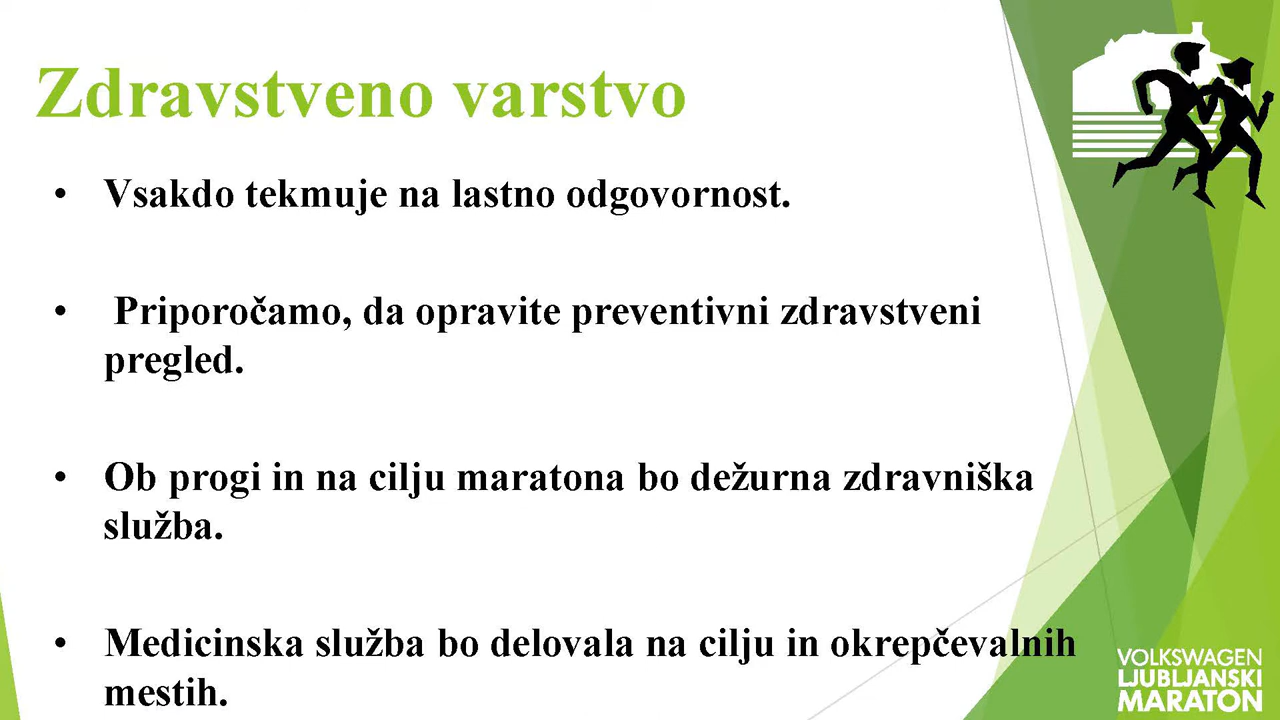 Zdravstveno varstvo
• Vsakdo tekmuje na lastno odgovornost.
• Priporočamo, da opravite preventivni zdravstveni
pregled.
• Ob progi in na cilju maratona bo dežurna zdravniška
služba.
• Medicinska služba bo delovala na cilju in okrepčevalnih
mestih.
VOLKSWAGEN
LJUBLJANSKI
MARATON